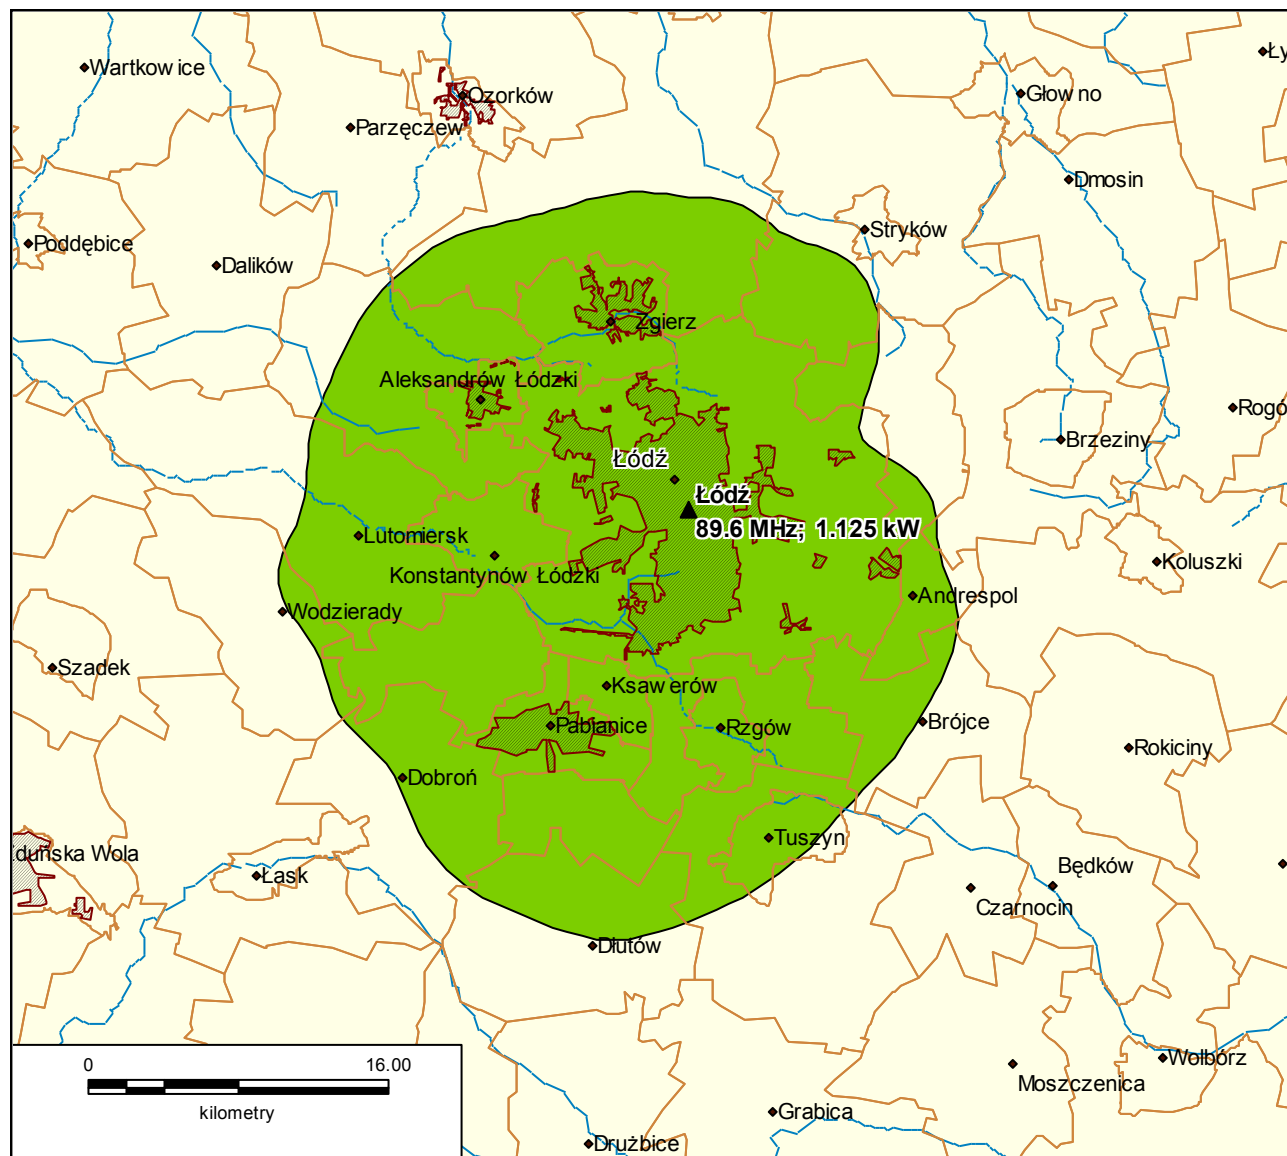 Wartkowice
Ozorków
Parzęczew
Głowno
Ły
Dmosin
Stryków
Poddębice
Dalików
Zgierz
Aleksandrów Łódzki
Rogo
Brzeziny
Łódź
Łódź
89.6 MHz; 1.125 kW
Lutomiersk
Konstantynów Łódzki
Koluszki
Andrespol
Wodzierady
Szadek
Ksawerów
Pabianice
Rzgów
Brójce
Rokiciny
Dobroń
Tuszyn
duńska Wola
Łask
Będków
Czarnocin
Dłutów
Wolbórz
Moszczenica
Grabica
Drużbice
0 16.00
kilometry